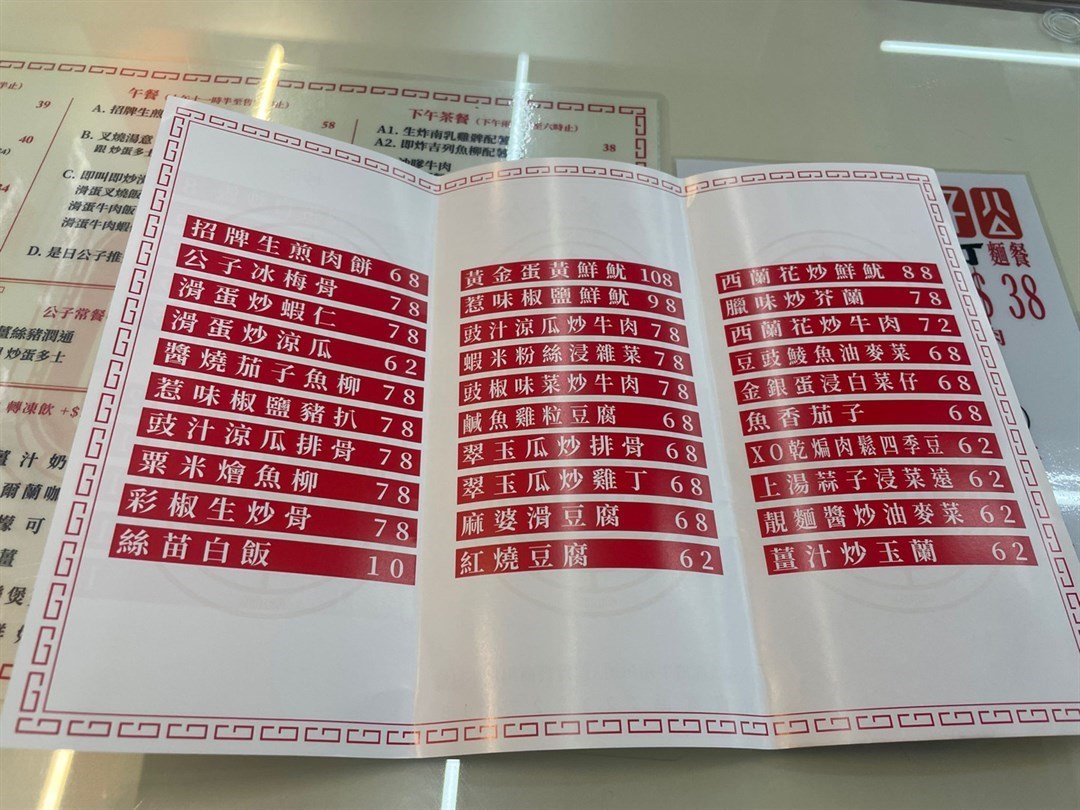 39
午餐
A. 招牌生煎
58
40
B. 叉燒湯意
跟 炒蛋多士
C. 即叫即炒
滑蛋叉燒飯
滑蛋牛肉飯
滑蛋牛肉蝦
D. 是日公子推
下午茶餐
A1. 生炸南乳雞髀配薯
A2. 即炸吉列魚柳配薯
38
公子常餐
薑絲豬潤通
炒蛋多士
轉凍飲 +$
薑汁奶
爾蘭咖
麵餐
$ 38
招牌生煎肉餅 68
公子冰梅骨 78
滑蛋炒蝦仁 78
滑蛋炒涼瓜 62
醬燒茄子魚柳 78
惹味椒鹽豬扒 78
豉汁涼瓜排骨 78
粟米燴魚柳 78
彩椒生炒骨 78
絲苗白飯 10
黃金蛋黃鮮魷 108
惹味椒鹽鮮魷 98
豉汁涼瓜炒牛肉 78
蝦米粉絲浸雜菜 78
豉椒味菜炒牛肉 78
鹹魚雞粒豆腐 68
翠玉瓜炒排骨 68
翠玉瓜炒雞丁 68
麻婆滑豆腐 68
紅燒豆腐 62
西蘭花炒鮮魷 88
臘味炒芥蘭 78
西蘭花炒牛肉 72
豆豉鯪魚油麥菜 68
金銀蛋浸白菜仔 68
魚香茄子 68
XO乾煸肉鬆四季豆 62
上湯蒜子浸菜遠 62
靚麵醬炒油麥菜 62
薑汁炒玉蘭 62